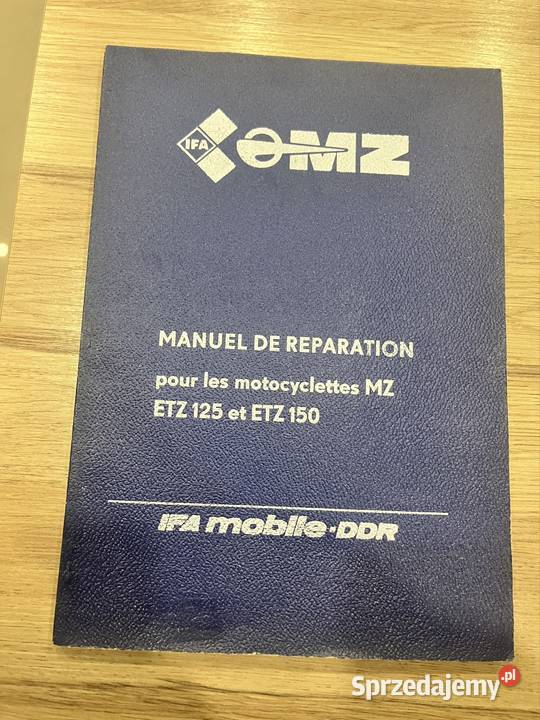 IFA MZ
MANUEL DE REPARATION
pour les motocyclettes MZ
ETZ 125 et ETZ 150
IFA mobile-DDR
Sprzedajemy.pl